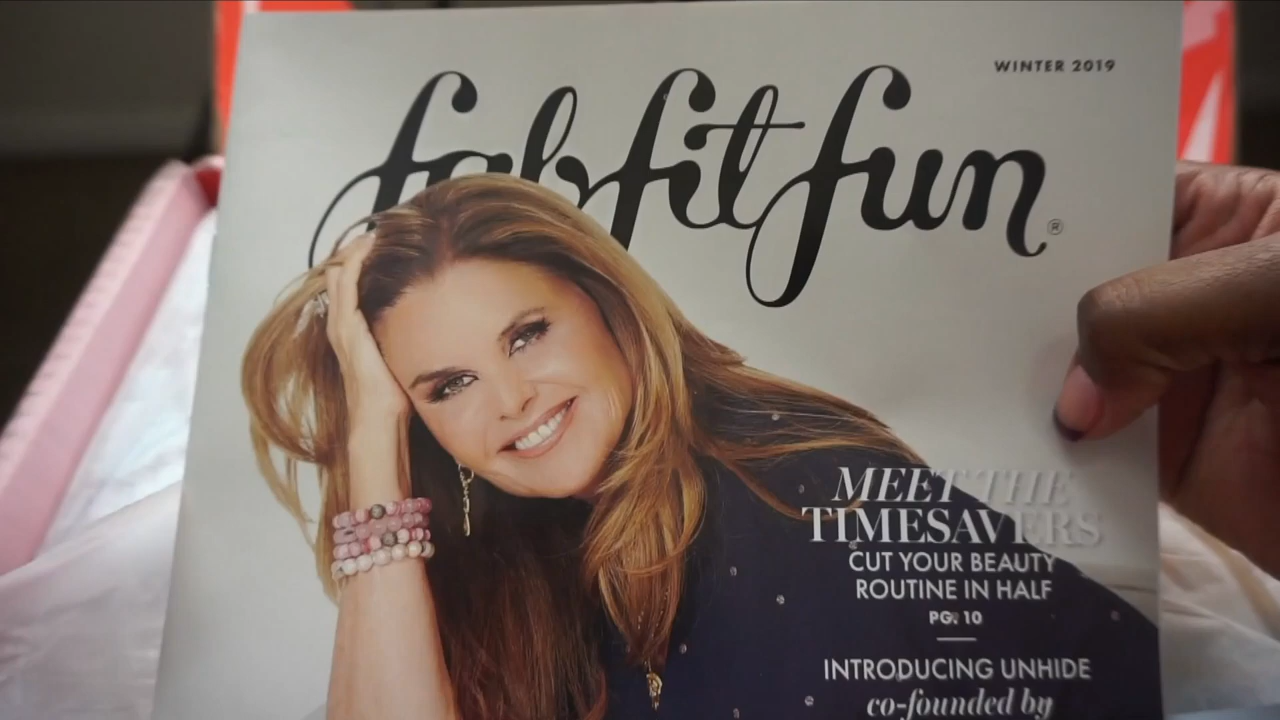 WINTER 2019
fabfitfun®
MEET THE
TIMESAVERS
CUT YOUR BEAUTY
ROUTINE IN HALF
PG. 10
INTRODUCING UNHIDE
co-founded by